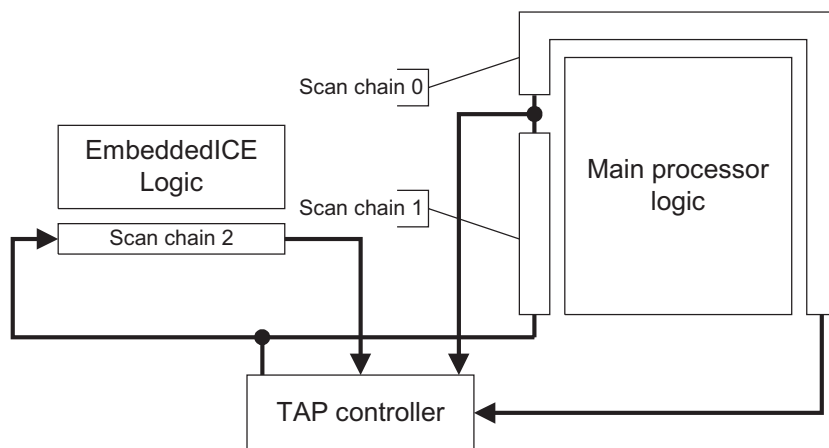 Scan chain 0
EmbeddedICE
Logic
Main processor
logic
Scan chain 1
Scan chain 2
TAP controller